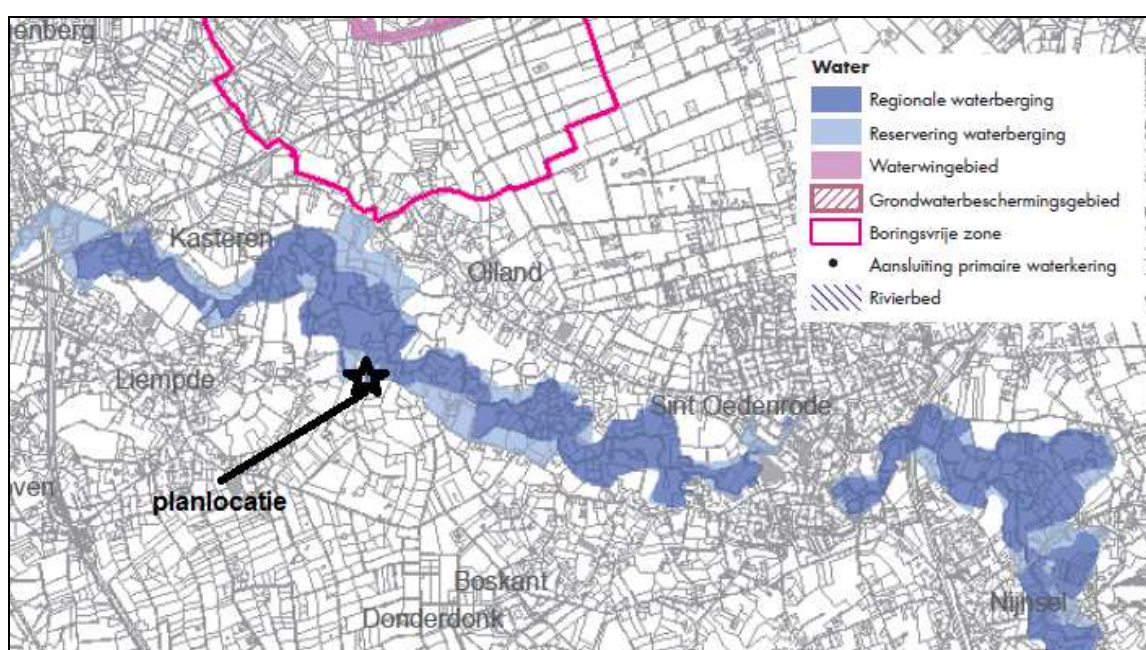 enberg
Kasteren
Olland
Liempde
Sint Oedenrode
oven
planlocatie
Boskant
Donderdonk
Nijnsel
Water
Regionale waterberging
Reservering waterberging
Waterwingebied
Grondwaterbeschermingsgebied
Boringsvrije zone
Aansluiting primaire waterkering
Rivierbed